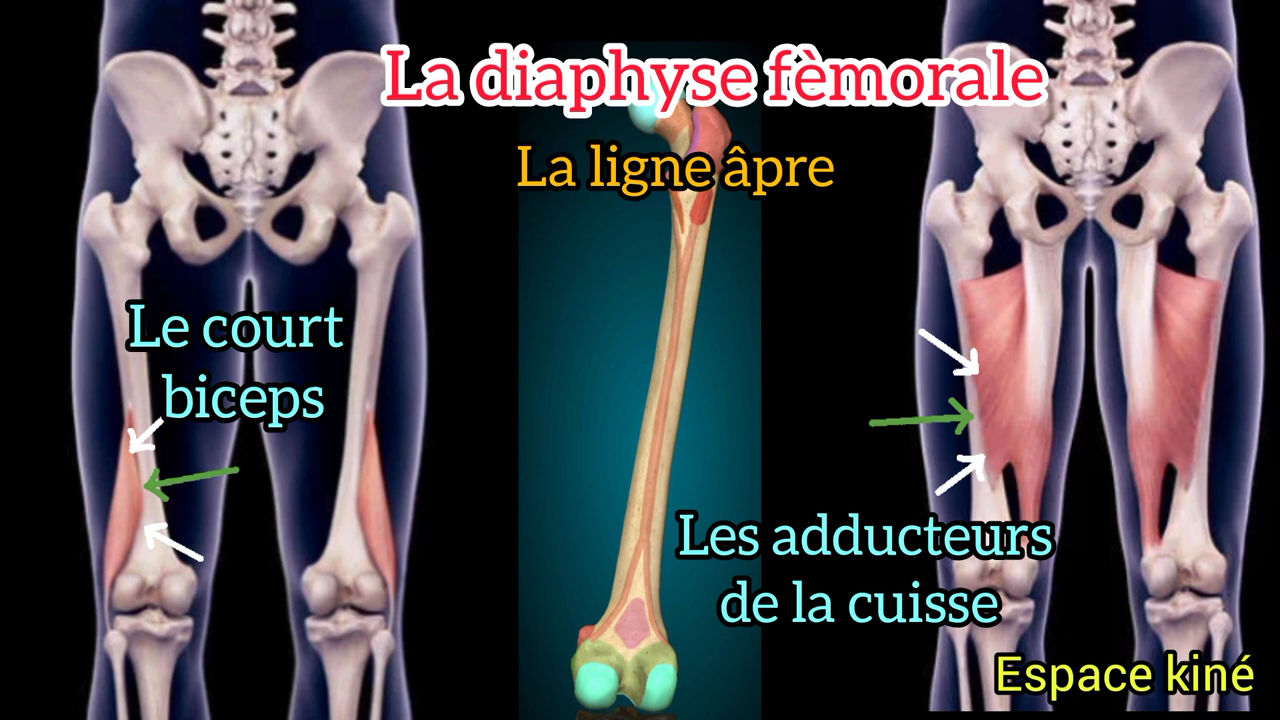 La diaphyse fèmorale
La ligne âpre
Le court
biceps
Les adducteurs
de la cuisse
Espace kiné